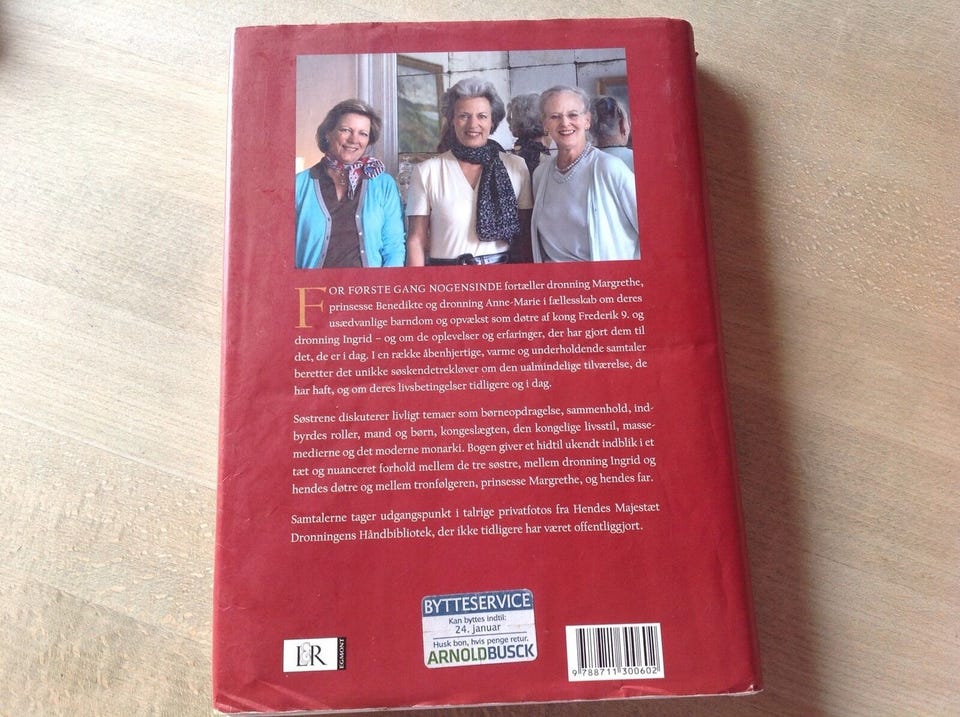 FOR FØRSTE GANG NOGENSINDE fortæller dronning Margrethe,
prinsesse Benedikte og dronning Anne-Marie i fællesskab om deres
usædvanlige barndom og opvækst som døtre af kong Frederik 9. og
dronning Ingrid – og om de oplevelser og erfaringer, der har gjort dem til
det, de er i dag. I en række åbenhjertige, varme og underholdende samtaler
beretter det unikke søskendetrekløver om den ualmindelige tilværelse, de
har haft, og om deres livsbetingelser tidligere og i dag.
Søstrene diskuterer livligt temaer som børneopdragelse, sammenhold, ind-
byrdes roller, mand og børn, kongeslægten, den kongelige livsstil, masse-
medierne og det moderne monarki. Bogen giver et hidtil ukendt indblik i et
tæt og nuanceret forhold mellem de tre søstre, mellem dronning Ingrid og
hendes døtre og mellem tronfølgeren, prinsesse Margrethe, og hendes far.
Samtalerne tager udgangspunkt i talrige privatfotos fra Hendes Majestæt
Dronningens Håndbibliotek, der ikke tidligere har været offentliggjort.
BYTTESERVICE
Kan byttes indtil:
24. januar
Husk bon, hvis penge retur.
ARNOLDBUSCK
L&R
EGMONT
9 788711 300602